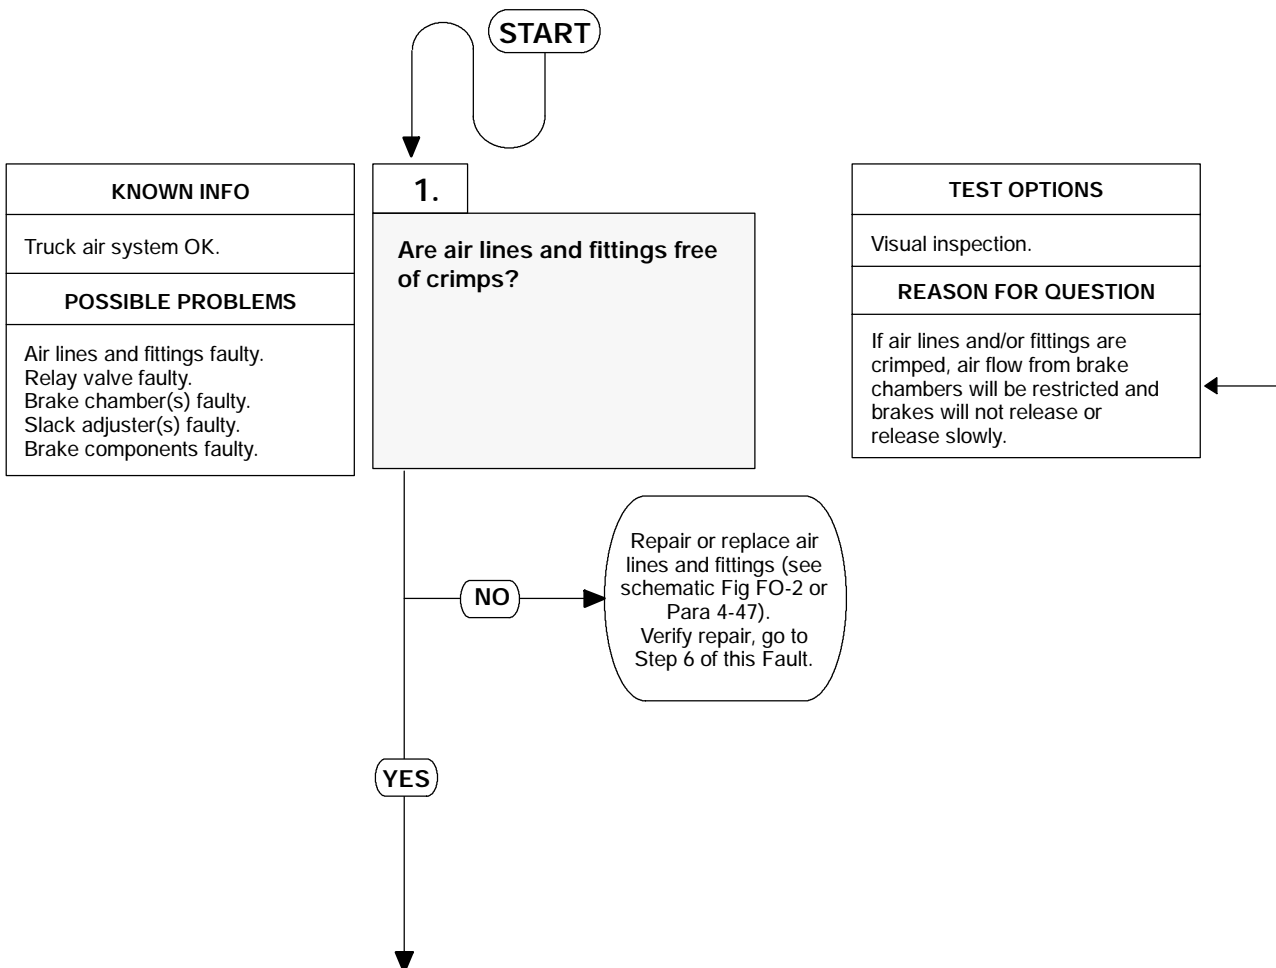 START
KNOWN INFO
Truck air system OK.
POSSIBLE PROBLEMS
Air lines and fittings faulty.
Relay valve faulty.
Brake chamber(s) faulty.
Slack adjuster(s) faulty.
Brake components faulty.
1.
Are air lines and fittings free
of crimps?
TEST OPTIONS
Visual inspection.
REASON FOR QUESTION
If air lines and/or fittings are
crimped, air flow from brake
chambers will be restricted and
brakes will not release or
release slowly.
NO
Repair or replace air
lines and fittings (see
schematic Fig FO-2 or
Para 4-47).
Verify repair, go to
Step 6 of this Fault.
YES